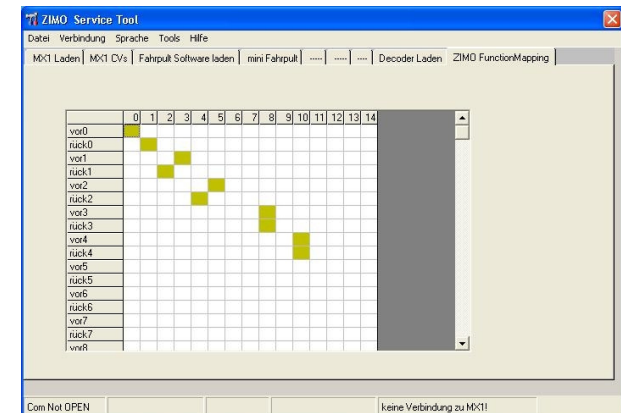 ZIMO Service Tool
Datei Verbindung Sprache Tools Hilfe
MX1 Laden MX1 CVs Fahrpult Software laden mini Fahrpult ----- ----- ---- Decoder Laden ZIMO FunctionMapping
0 1 2 3 4 5 6 7 8 9 10 11 12 13 14
vor0
rück0
vor1
rück1
vor2
rück2
vor3
rück3
vor4
rück4
vor5
rück5
vor6
rück6
vor7
rück7
vor8
Com Not OPEN keine Verbindung zu MX1!